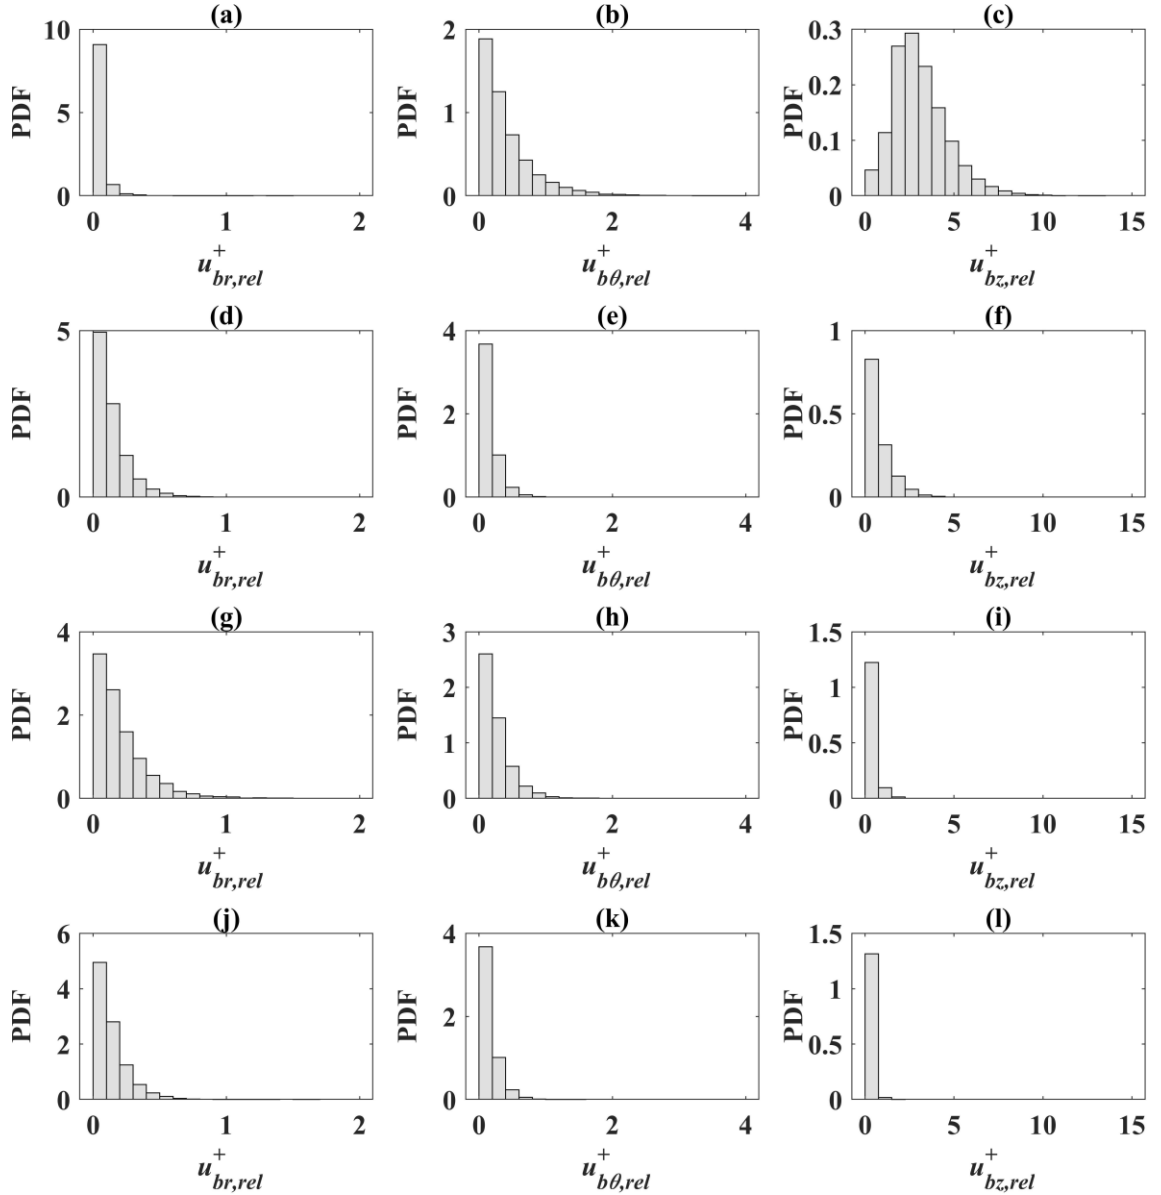 (a) (b) (c)
10 2 0.3
0.2
PDF 5 PDF 1 PDF
0.1
0 0 0
0 1 2 0 2 4 0 5 10 15
u+br,rel u+bθ,rel u+bz,rel
(d) (e) (f)
5 4 1
PDF PDF 2 PDF 0.5
0 0 0
0 1 2 0 2 4 0 5 10 15
u+br,rel u+bθ,rel u+bz,rel
(g) (h) (i)
4 3 1.5
2 1
PDF 2 PDF PDF
1 0.5
0 0 0
0 1 2 0 2 4 0 5 10 15
u+br,rel u+bθ,rel u+bz,rel
(j) (k) (l)
6 4 1.5
4 1
PDF PDF 2 PDF
2 0.5
0 0 0
0 1 2 0 2 4 0 5 10 15
u+br,rel u+bθ,rel u+bz,rel